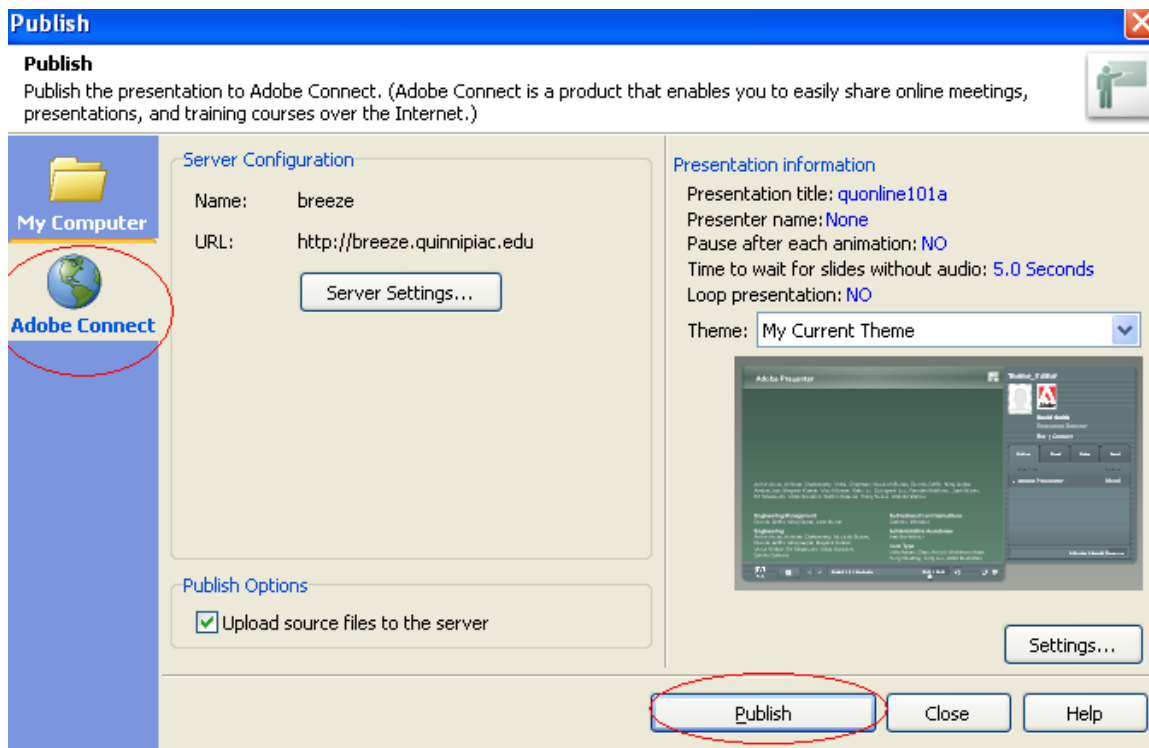 Publish
Publish
Publish the presentation to Adobe Connect. (Adobe Connect is a product that enables you to easily share online meetings,
presentations, and training courses over the Internet.)
My Computer
Adobe Connect
Server Configuration
Name: breeze
URL: http://breeze.quinnipiac.edu
Server Settings...
Publish Options
Upload source files to the server
Presentation information
Presentation title: quonline101a
Presenter name: None
Pause after each animation: NO
Time to wait for slides without audio: 5.0 Seconds
Loop presentation: NO
Theme: My Current Theme
Adobe Presenter
Settings...
Publish
Close
Help